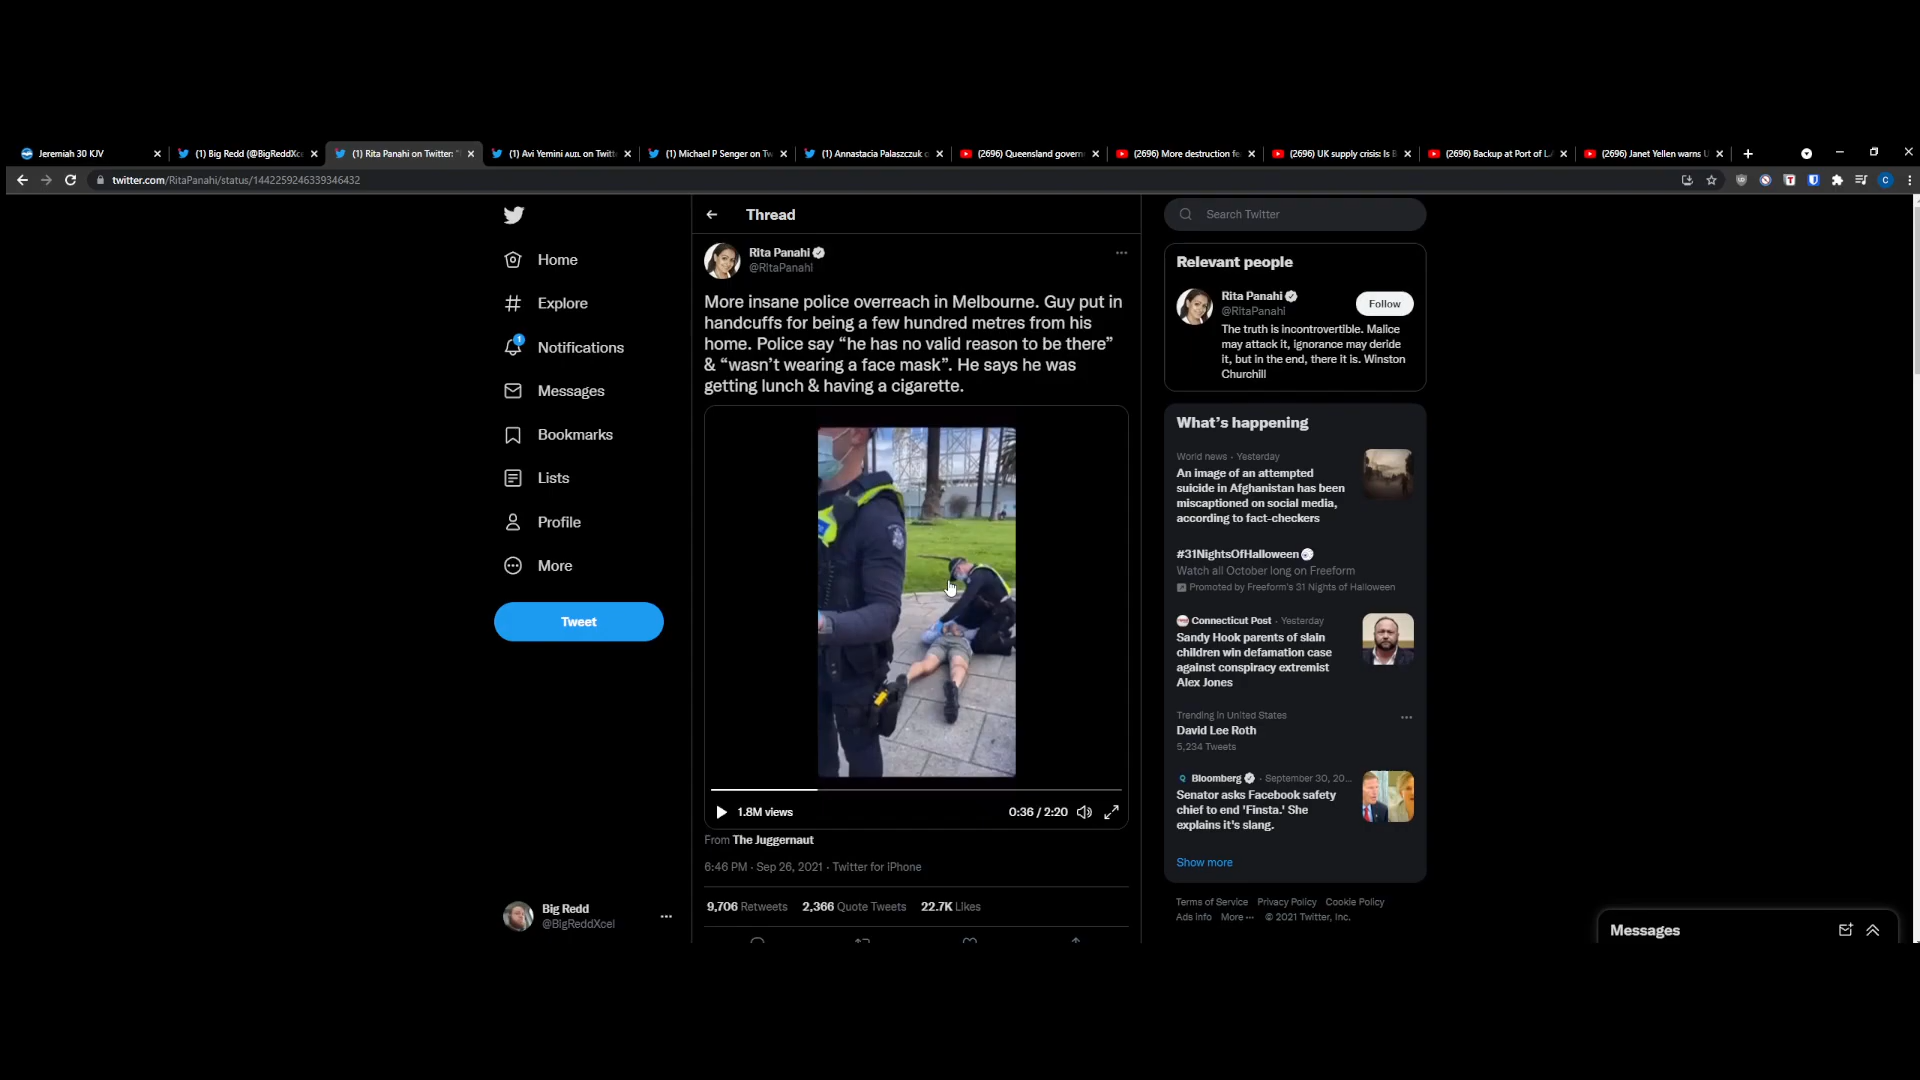 Jeremiah 30 KJV
(1) Big Redd (@BigReddXce
(1) Rita Panahi on Twitter: "
(1) Avi Yemini
on Twitt
(1) Michael P Senger on Tw
(1) Annastacia Palaszczuk o
(2696) Queensland govern
(2696) More destruction fe
(2696) UK supply crisis: Is B
(2696) Backup at Port of L
(2696) Janet Yellen warns U
twitter.com/RitaPanahi/status/1442259246339346432
Home
Explore
1
Notifications
Messages
Bookmarks
Lists
Profile
More
Tweet
Big Redd
@BigReddXcel
Thread
Rita Panahi
@RitaPanahi
More insane police overreach in Melbourne. Guy put in
handcuffs for being a few hundred metres from his
home. Police say “he has no valid reason to be there”
& “wasn’t wearing a face mask”. He says he was
getting lunch & having a cigarette.
1.8M views
0:36 / 2:20
From The Juggernaut
6:46 PM · Sep 26, 2021 · Twitter for iPhone
9,706 Retweets 2,366 Quote Tweets 22.7K Likes
Search Twitter
Relevant people
Rita Panahi
@RitaPanahi
Follow
The truth is incontrovertible. Malice
may attack it, ignorance may deride
it, but in the end, there it is. Winston
Churchill
What’s happening
World news · Yesterday
An image of an attempted
suicide in Afghanistan has been
miscaptioned on social media,
according to fact-checkers
#31NightsOfHalloween
Watch all October long on Freeform
Promoted by Freeform's 31 Nights of Halloween
Connecticut Post · Yesterday
Sandy Hook parents of slain
children win defamation case
against conspiracy extremist
Alex Jones
Trending in United States
David Lee Roth
5,234 Tweets
Bloomberg · September 30, 20...
Senator asks Facebook safety
chief to end 'Finsta.' She
explains it's slang.
Show more
Terms of Service Privacy Policy Cookie Policy
Ads info More ··· © 2021 Twitter, Inc.
Messages